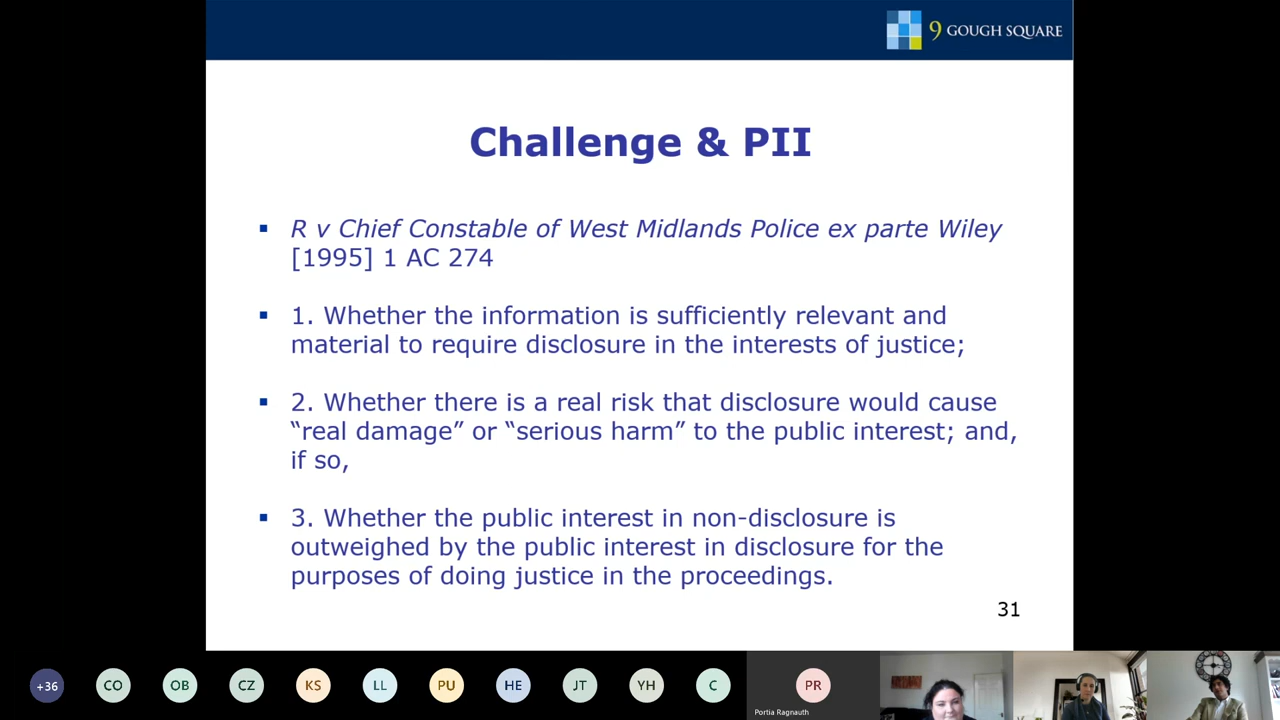 9 GOUGH SQUARE
Challenge & PII
▪ R v Chief Constable of West Midlands Police ex parte Wiley
[1995] 1 AC 274
▪ 1. Whether the information is sufficiently relevant and
material to require disclosure in the interests of justice;
▪ 2. Whether there is a real risk that disclosure would cause
“real damage” or “serious harm” to the public interest; and,
if so,
▪ 3. Whether the public interest in non-disclosure is
outweighed by the public interest in disclosure for the
purposes of doing justice in the proceedings.
31
+36 CO OB CZ KS LL PU HE JT YH C PR
Portia Ragnauth